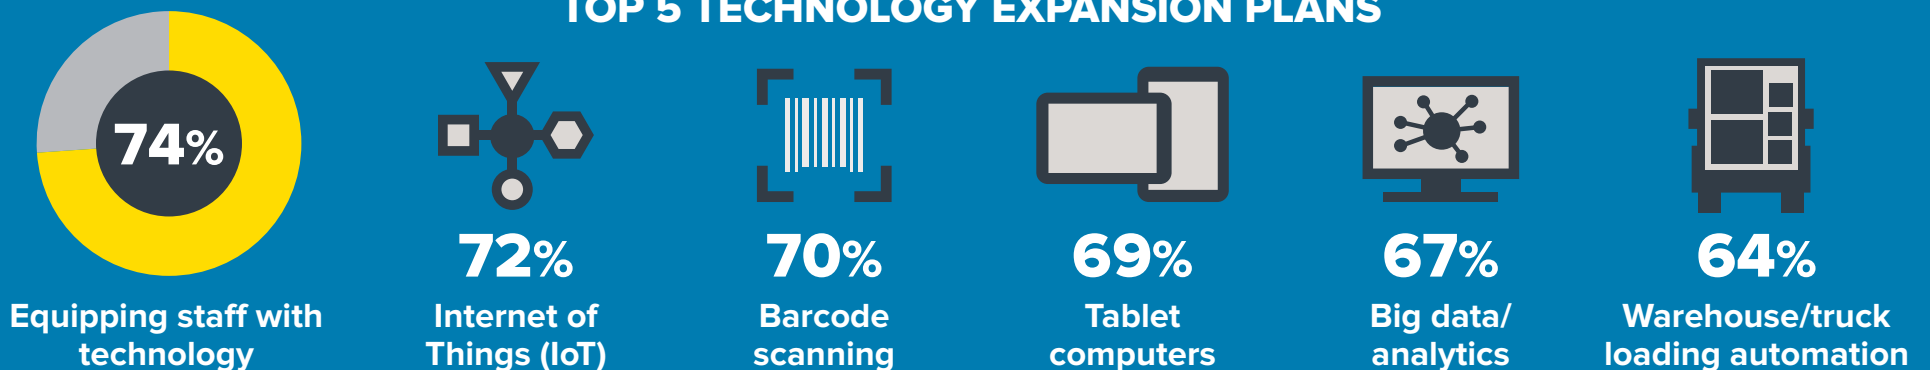 TOP 5 TECHNOLOGY EXPANSION PLANS
74%
Equipping staff with
technology
72%
Internet of
Things (IoT)
70%
Barcode
scanning
69%
Tablet
computers
67%
Big data/
analytics
64%
Warehouse/truck
loading automation